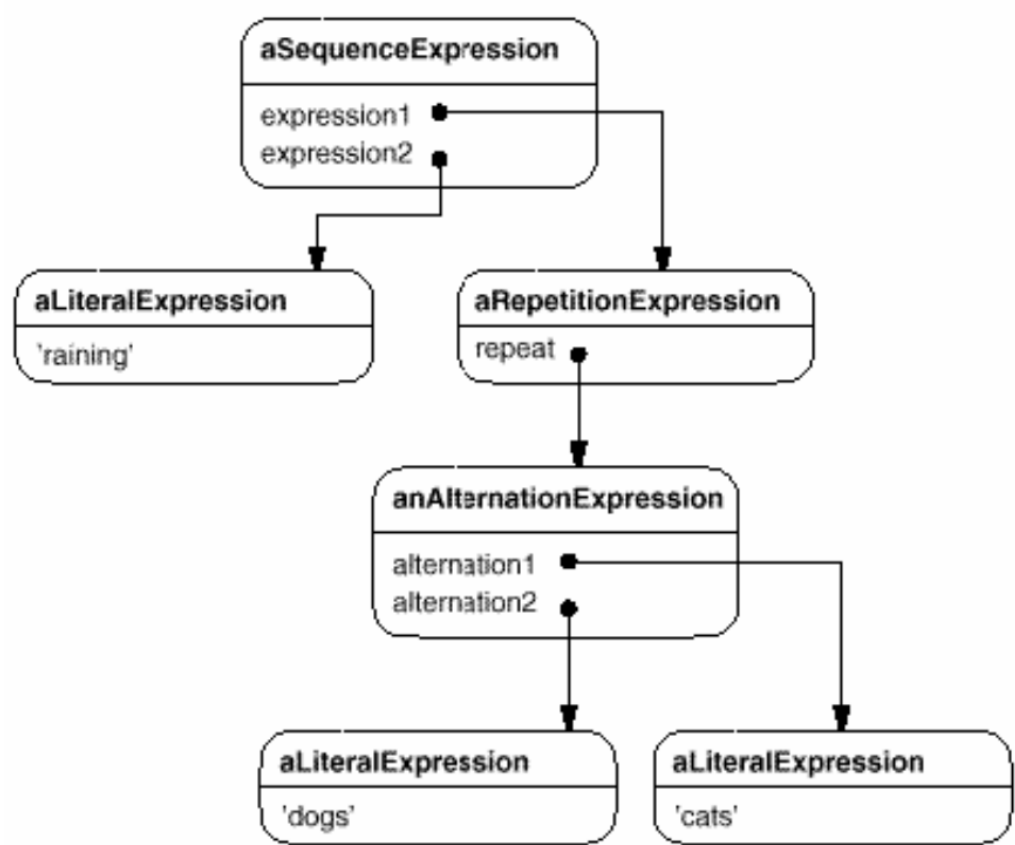 aSequenceExpression
expression1
expression2
aLiteralExpression
'raining'
aRepetitionExpression
repeat
anAlternationExpression
alternation1
alternation2
aLiteralExpression
'dogs'
aLiteralExpression
'cats'